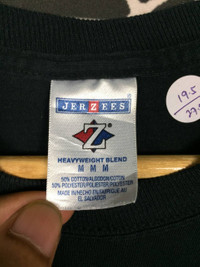 JERZEES
Z
HEAVYWEIGHT BLEND
M M M
50% COTTON/ALGODON/COTTON
50% POLYESTER/POLIESTER/POLYESTER
MADE IN/HECHO EN/FABRIQUE AU
EL SALVADOR
19.5